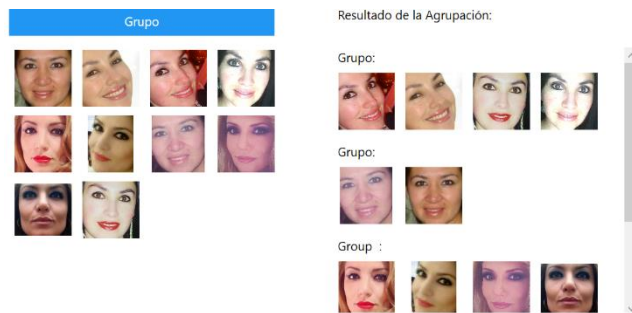 Grupo
Resultado de la Agrupación:
Grupo:
Grupo:
Group :